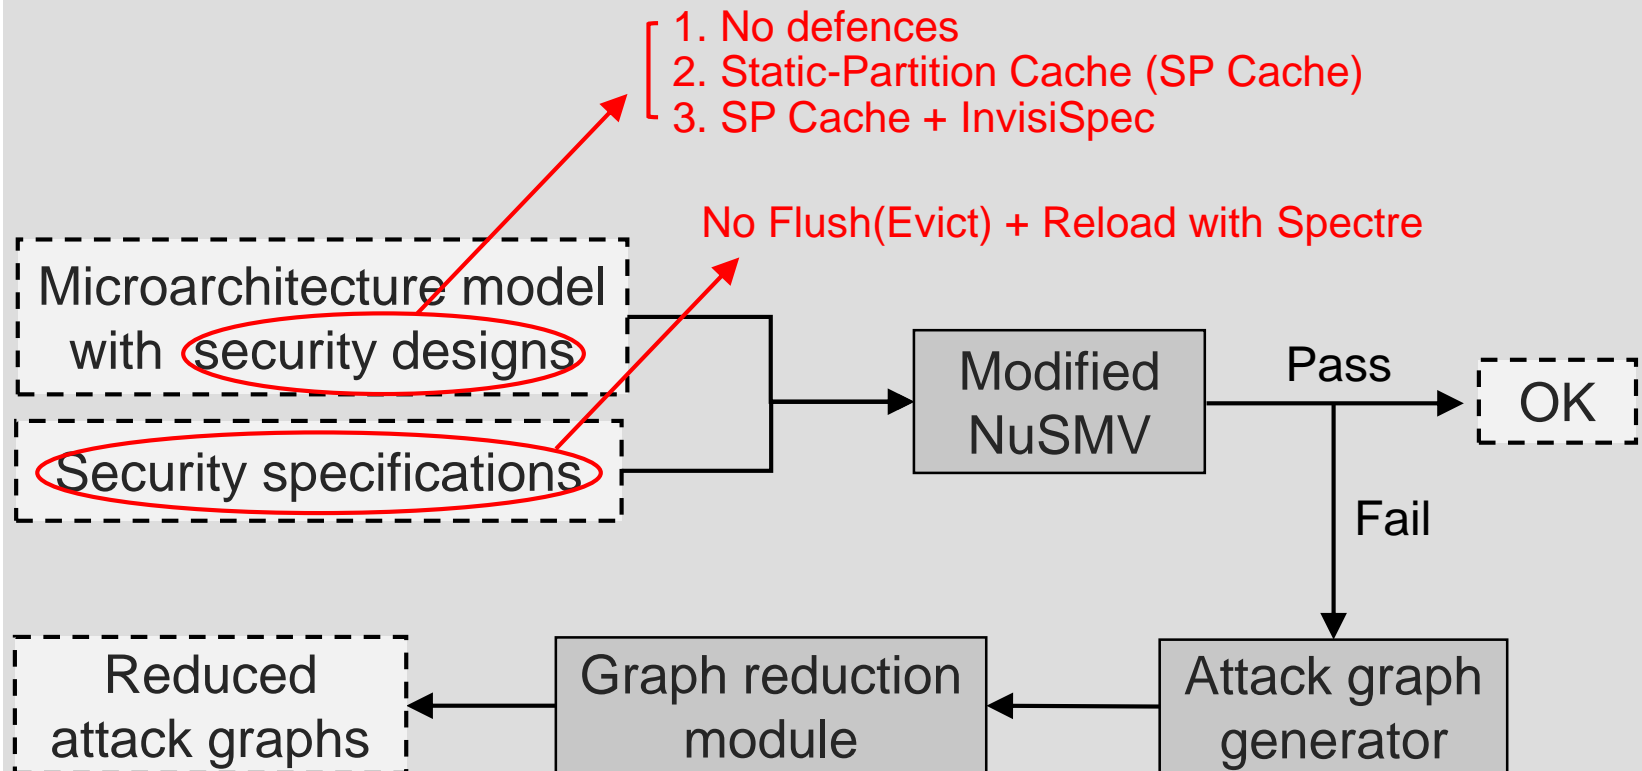 1. No defences
2. Static-Partition Cache (SP Cache)
3. SP Cache + InvisiSpec
No Flush(Evict) + Reload with Spectre
Microarchitecture model
with security designs
Security specifications
Modified
NuSMV
Pass
OK
Fail
Reduced
attack graphs
Graph reduction
module
Attack graph
generator